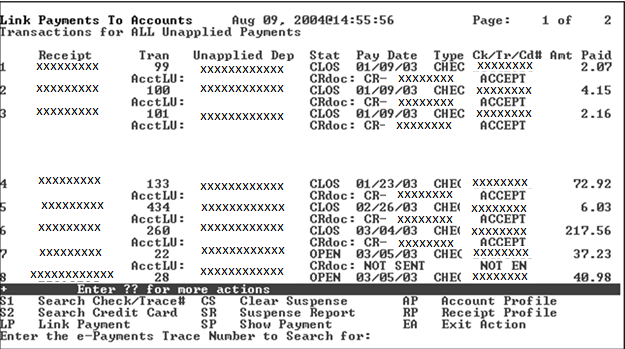 Link Payments To Accounts Aug 09, 2004@14:55:56 Page: 1 of 2
Transactions for ALL Unapplied Payments
Receipt Tran Unapplied Dep Stat Pay Date Type Ck/Tr/Cd# Amt Paid
1 XXXXXXXXX 99 XXXXXXXXXXXX CLOS 01/09/03 CHEC XXXXXXXX 2.07
AcctLU: CRdoc: CR- XXXXXXXX ACCEPT
2 XXXXXXXXX 100 XXXXXXXXXXXX CLOS 01/09/03 CHEC XXXXXXXX 4.15
AcctLU: CRdoc: CR- XXXXXXXX ACCEPT
3 XXXXXXXXX 101 XXXXXXXXXXXX CLOS 01/09/03 CHEC XXXXXXXX 2.16
AcctLU: CRdoc: CR- XXXXXXXX ACCEPT
4 XXXXXXXXX 133 XXXXXXXXXXXX CLOS 01/23/03 CHEC XXXXXXXX 72.92
AcctLU: CRdoc: CR- XXXXXXXX ACCEPT
5 XXXXXXXXX 434 XXXXXXXXXXXX CLOS 02/26/03 CHEC XXXXXXXX 6.03
AcctLU: CRdoc: CR- XXXXXXXX ACCEPT
6 XXXXXXXXX 260 XXXXXXXXXXXX CLOS 03/04/03 CHEC XXXXXXXX 217.56
AcctLU: CRdoc: CR- XXXXXXXX ACCEPT
7 XXXXXXXXX 22 XXXXXXXXXXXX OPEN 03/05/03 CHEC XXXXXXXX 37.23
AcctLU: CRdoc: NOT SENT NOT EN
8 XXXXXXXXXXXX 28 XXXXXXXXXXXX OPEN 03/05/03 CHEC XXXXXXXX 40.98
+ Enter ?? for more actions
S1 Search Check/Trace# CS Clear Suspense AP Account Profile
S2 Search Credit Card SR Suspense Report RP Receipt Profile
LP Link Payment SP Show Payment EA Exit Action
Enter the e-Payments Trace Number to Search for: